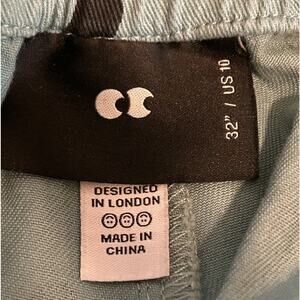 32" / US 10
DESIGNED
IN LONDON
MADE IN
CHINA